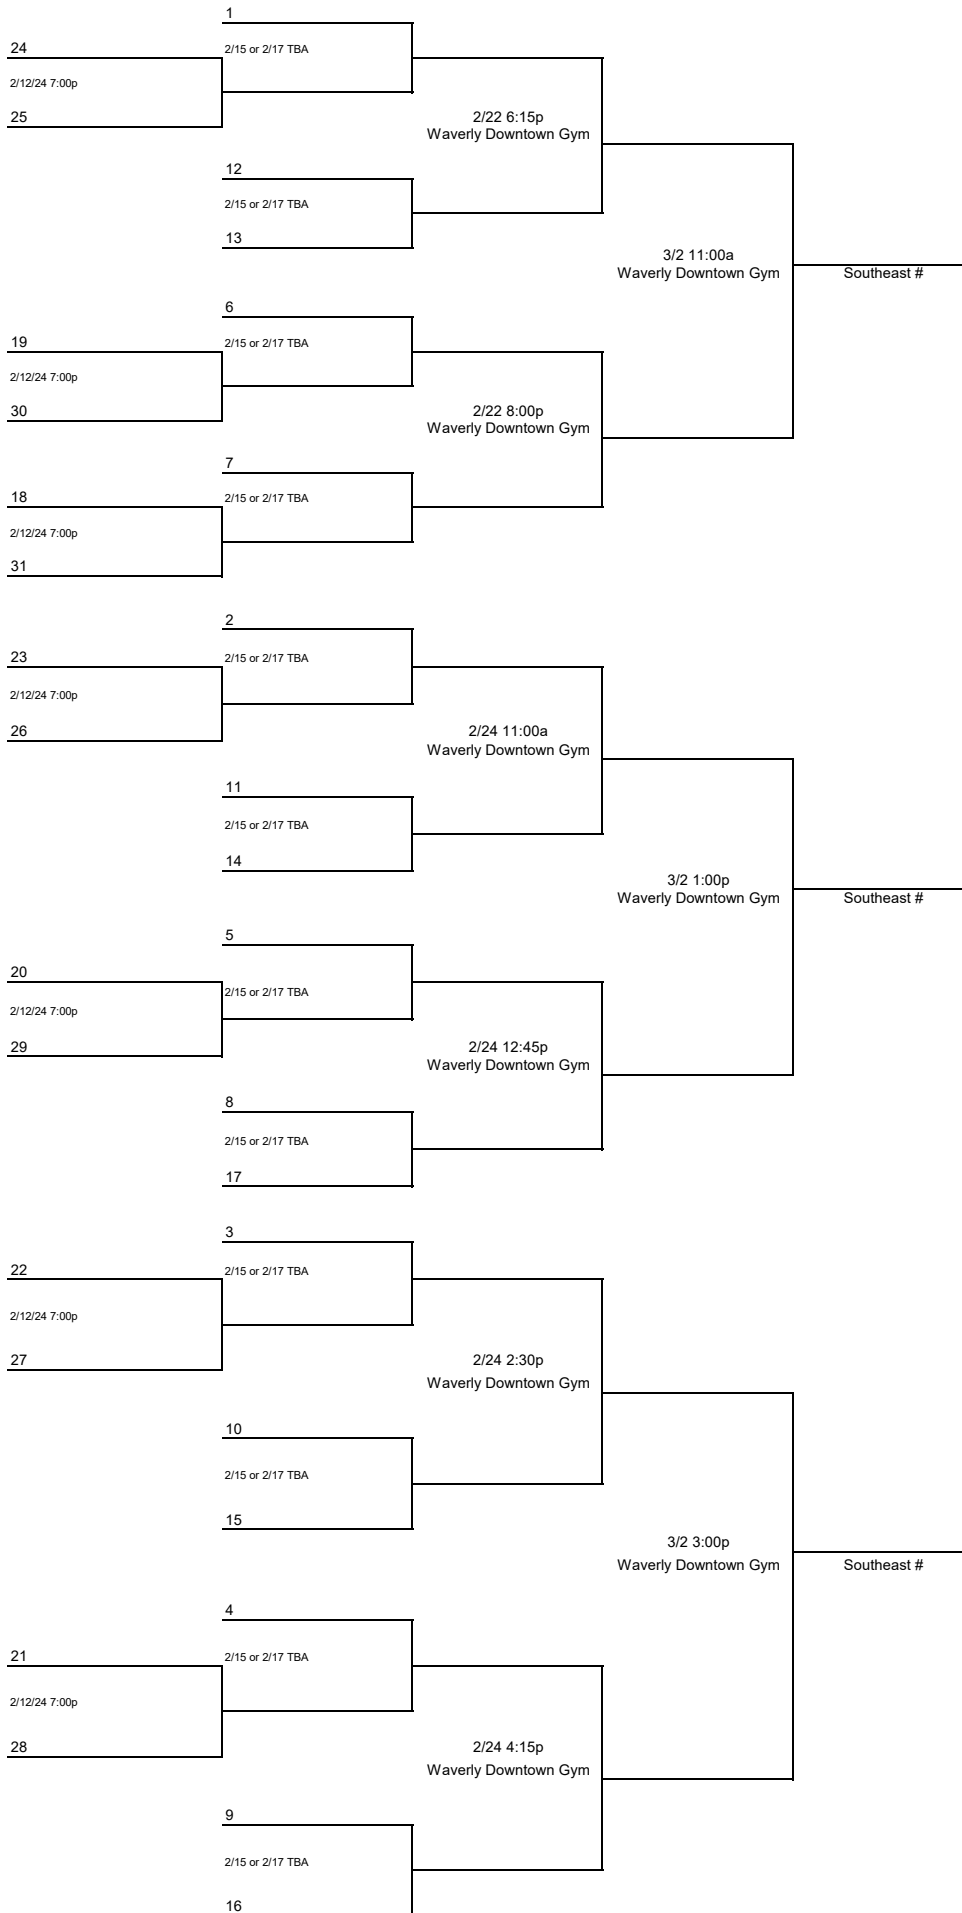 1
24
2/15 or 2/17 TBA
2/12/24 7:00p
25
2/22 6:15p
Waverly Downtown Gym
12
2/15 or 2/17 TBA
13
3/2 11:00a
Waverly Downtown Gym
Southeast #
6
19
2/15 or 2/17 TBA
2/12/24 7:00p
30
2/22 8:00p
Waverly Downtown Gym
7
18
2/15 or 2/17 TBA
2/12/24 7:00p
31
2
23
2/15 or 2/17 TBA
2/12/24 7:00p
26
2/24 11:00a
Waverly Downtown Gym
11
2/15 or 2/17 TBA
14
3/2 1:00p
Waverly Downtown Gym
Southeast #
5
20
2/15 or 2/17 TBA
2/12/24 7:00p
29
2/24 12:45p
Waverly Downtown Gym
8
2/15 or 2/17 TBA
17
3
22
2/15 or 2/17 TBA
2/12/24 7:00p
27
2/24 2:30p
Waverly Downtown Gym
10
2/15 or 2/17 TBA
15
3/2 3:00p
Waverly Downtown Gym
Southeast #
4
21
2/15 or 2/17 TBA
2/12/24 7:00p
28
2/24 4:15p
Waverly Downtown Gym
9
2/15 or 2/17 TBA
16